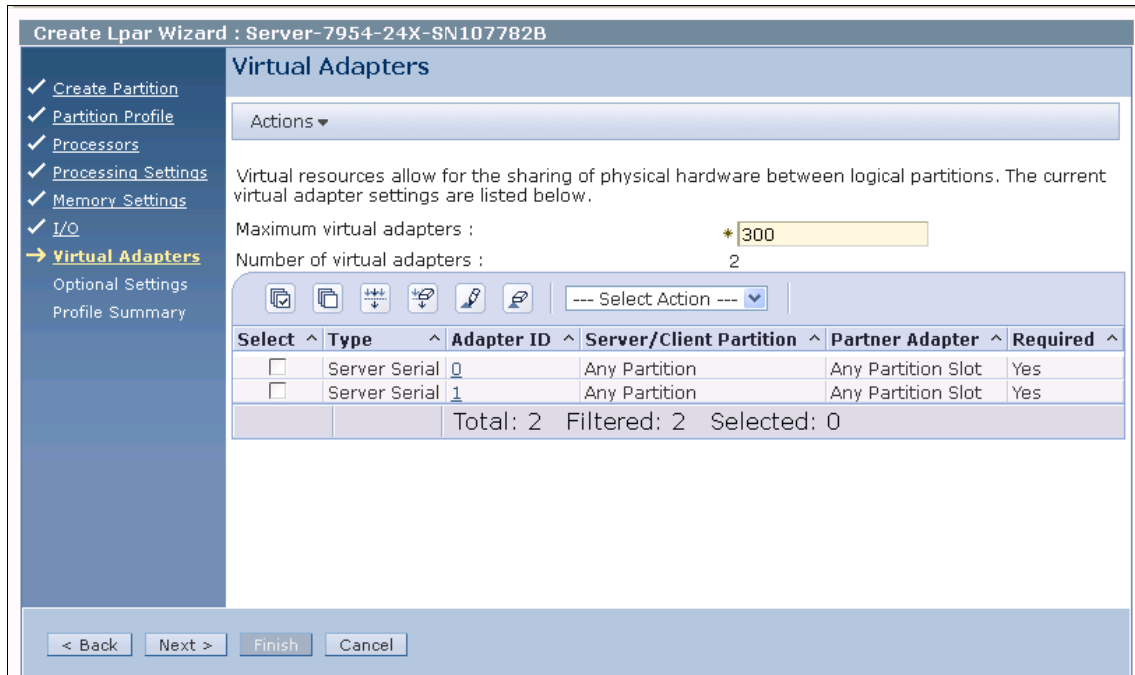 Create Lpar Wizard : Server-7954-24X-SN107782B
Create Partition
Partition Profile
Processors
Processing Settings
Memory Settings
I/O
Virtual Adapters
Optional Settings
Profile Summary
Virtual Adapters
Actions
Virtual resources allow for the sharing of physical hardware between logical partitions. The current
virtual adapter settings are listed below.
Maximum virtual adapters : * 300
Number of virtual adapters : 2
--- Select Action ---
Select ^ Type ^ Adapter ID ^ Server/Client Partition ^ Partner Adapter ^ Required ^
Server Serial 0 Any Partition Any Partition Slot Yes
Server Serial 1 Any Partition Any Partition Slot Yes
Total: 2 Filtered: 2 Selected: 0
< Back Next > Finish Cancel